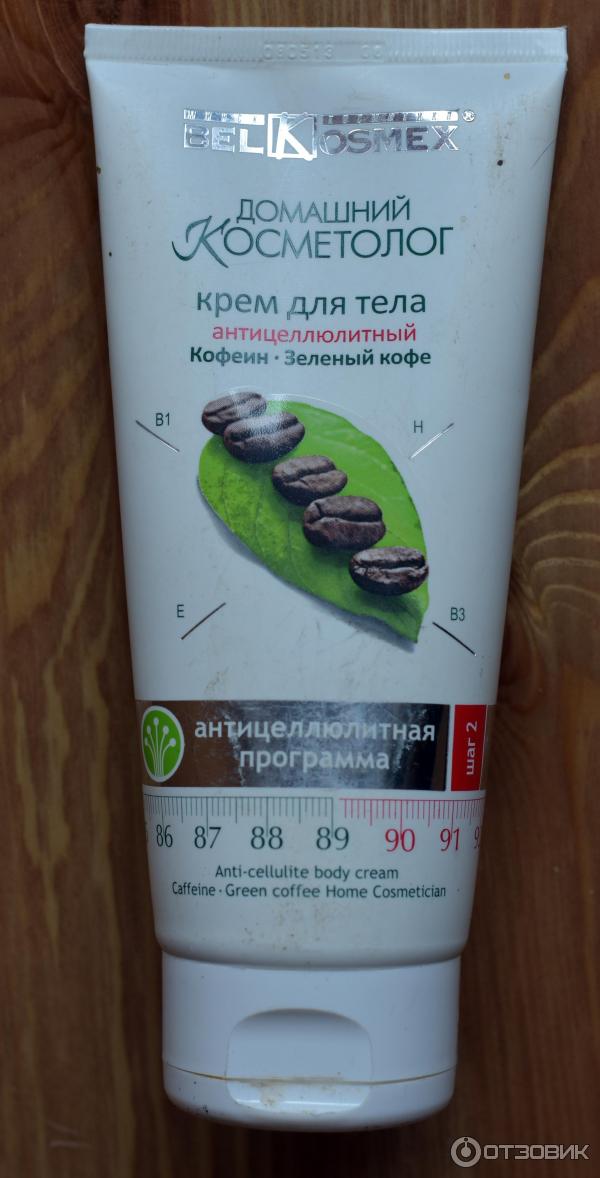 BELKOSMEX®
ДОМАШНИЙ
КОСМЕТОЛОГ
крем для тела
антицеллюлитный
Кофеин · Зеленый кофе
B1
H
E
B3
антицеллюлитная
программа
шаг 2
86 87 88 89 90 91
Anti-cellulite body cream
Caffeine · Green coffee Home Cosmetician
ОТЗОВИК